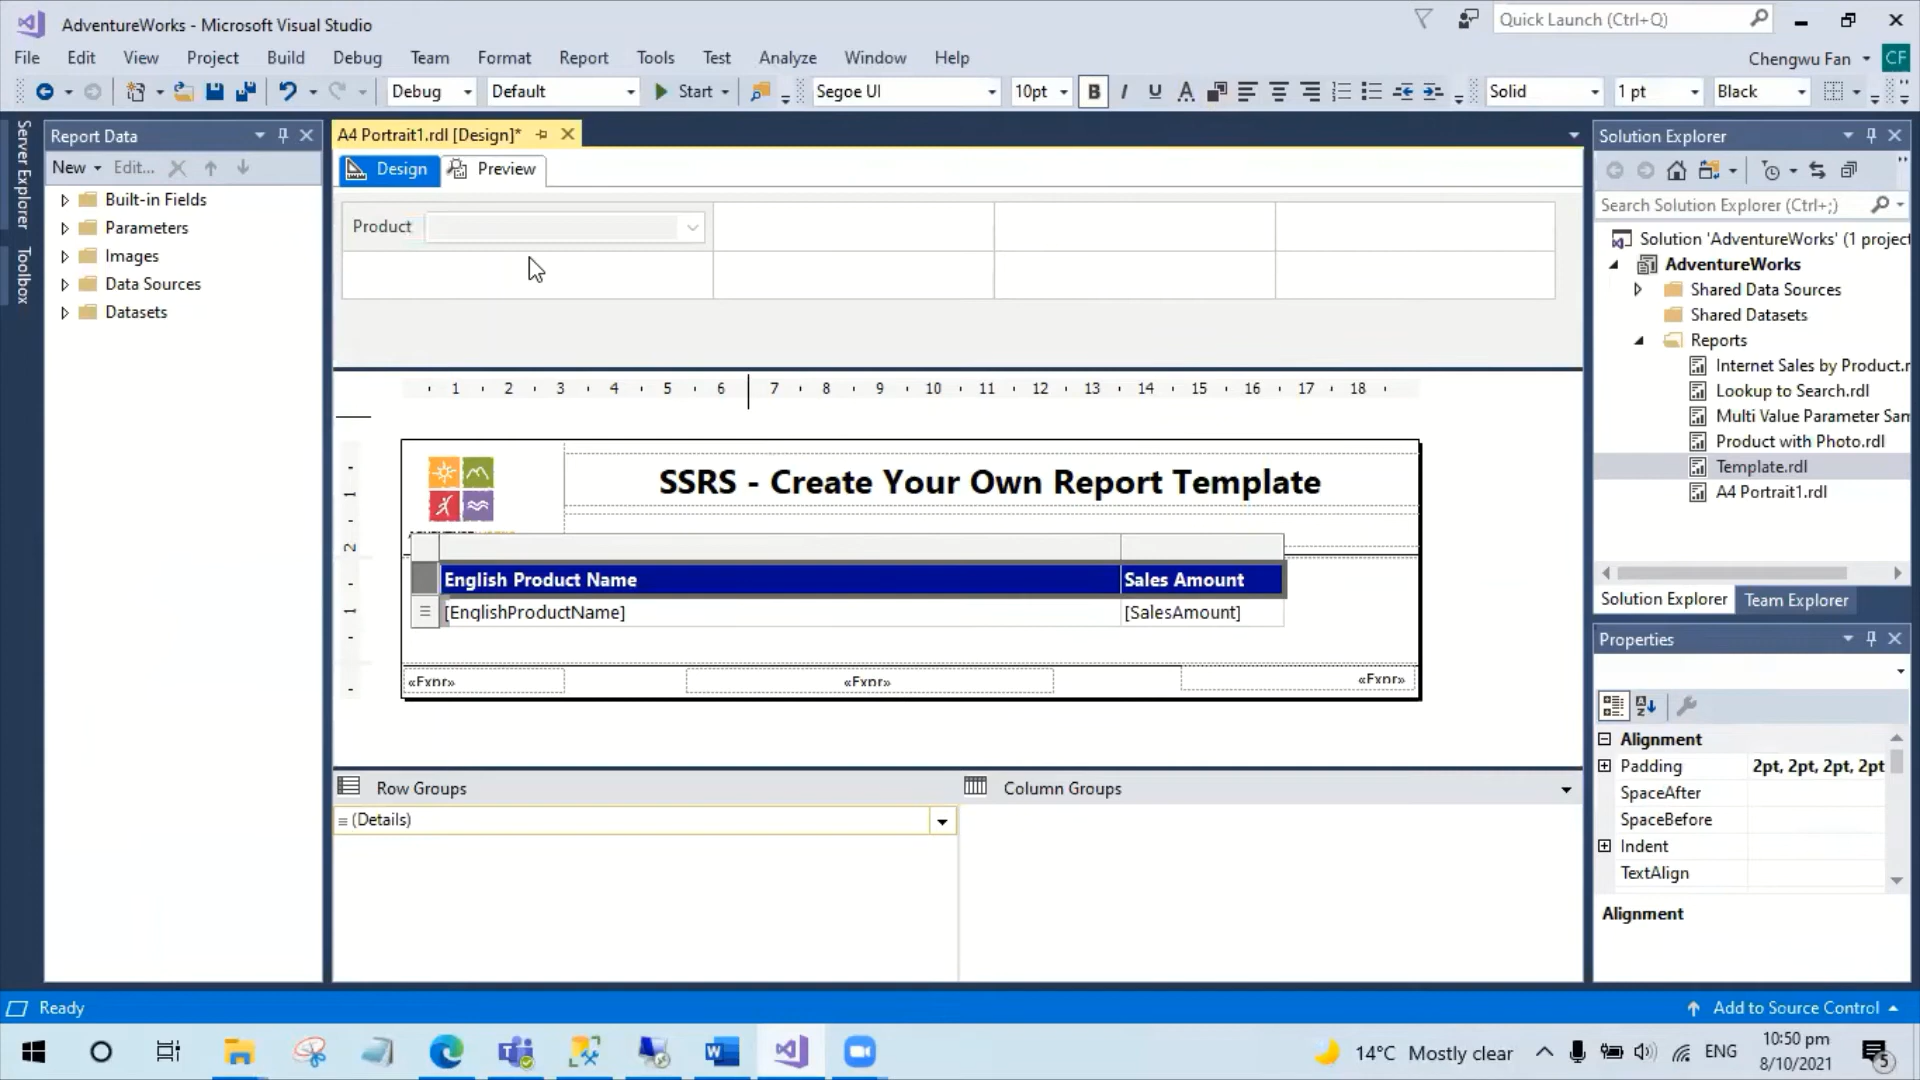 AdventureWorks - Microsoft Visual Studio
Quick Launch (Ctrl+Q)
File Edit View Project Build Debug Team Format Report Tools Test Analyze Window Help
Chengwu Fan CF
Debug Default Start Segoe UI 10pt B I U A Solid 1 pt Black
Server Explorer
Toolbox
Report Data
New Edit...
Built-in Fields
Parameters
Images
Data Sources
Datasets
A4 Portrait1.rdl [Design]*
Design Preview
Product
1 2 3 4 5 6 7 8 9 10 11 12 13 14 15 16 17 18
1
2
1
SSRS - Create Your Own Report Template
English Product Name Sales Amount
[EnglishProductName] [SalesAmount]
«Expr» «Expr» «Expr»
Row Groups Column Groups
(Details)
Solution Explorer
Search Solution Explorer (Ctrl+;)
Solution 'AdventureWorks' (1 project
AdventureWorks
Shared Data Sources
Shared Datasets
Reports
Internet Sales by Product.r
Lookup to Search.rdl
Multi Value Parameter Sam
Product with Photo.rdl
Template.rdl
A4 Portrait1.rdl
Solution Explorer Team Explorer
Properties
Alignment
Padding 2pt, 2pt, 2pt, 2pt
SpaceAfter
SpaceBefore
Indent
TextAlign
Alignment
Ready
Add to Source Control
14°C Mostly clear
ENG
10:50 pm
8/10/2021
5